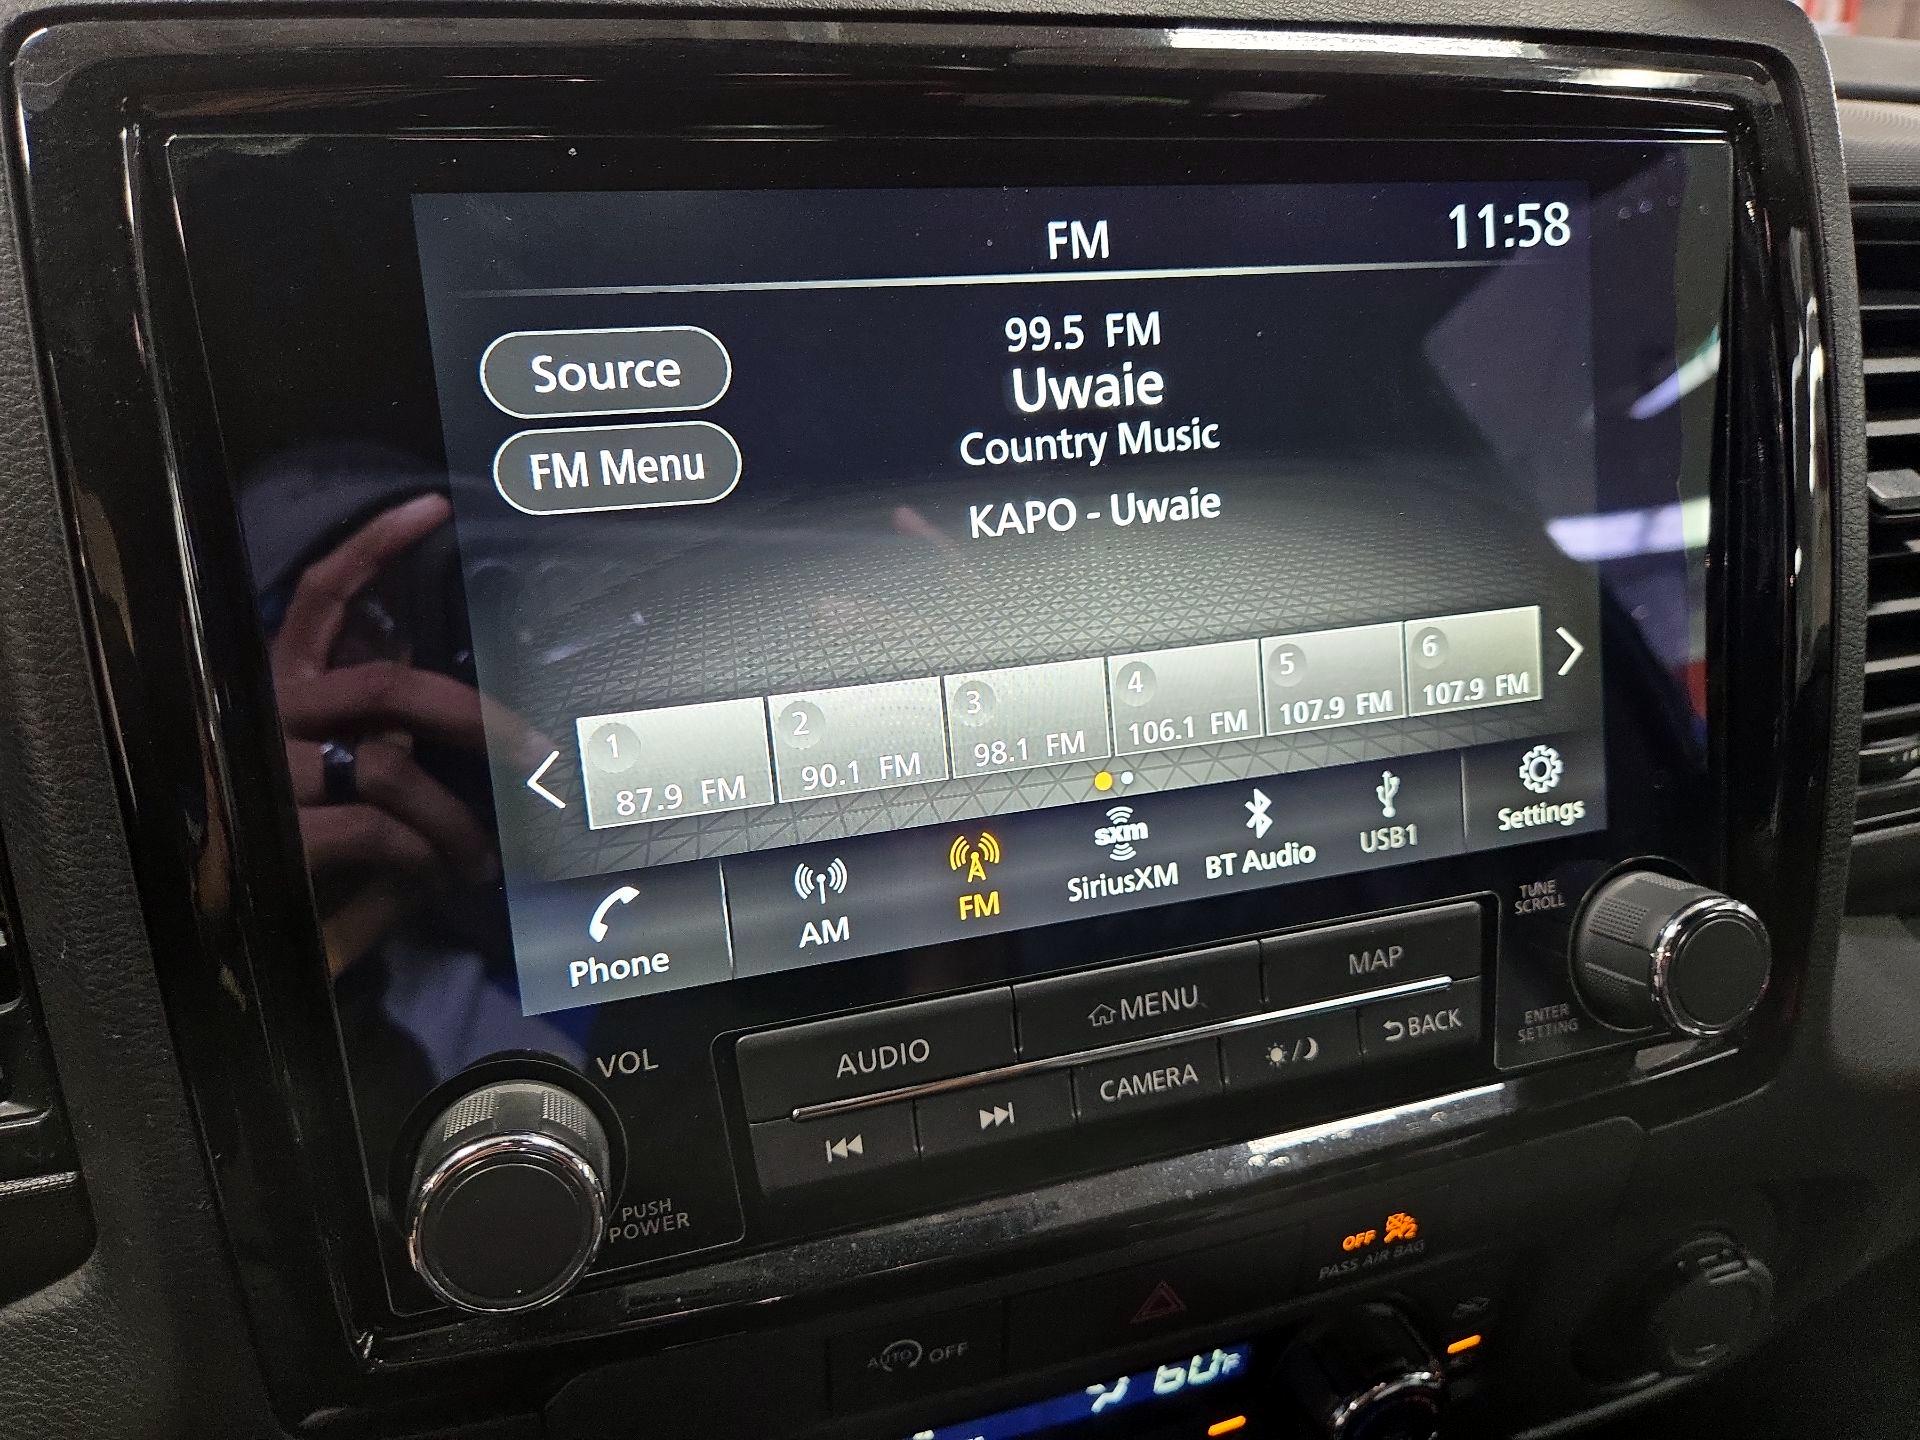 FM
11:58
Source
99.5 FM
Uwaie
Country Music
FM Menu
KAPO - Uwaie
1
2
3
4
5
6
87.9 FM
90.1 FM
98.1 FM
106.1 FM
107.9 FM
107.9 FM
Phone
AM
FM
sxm
SiriusXM
BT Audio
USB1
Settings
TUNE
SCROLL
ENTER
SETTING
VOL
AUDIO
MENU
MAP
CAMERA
BACK
PUSH
POWER
OFF
PASS AIR BAG
AUTO OFF
60°F